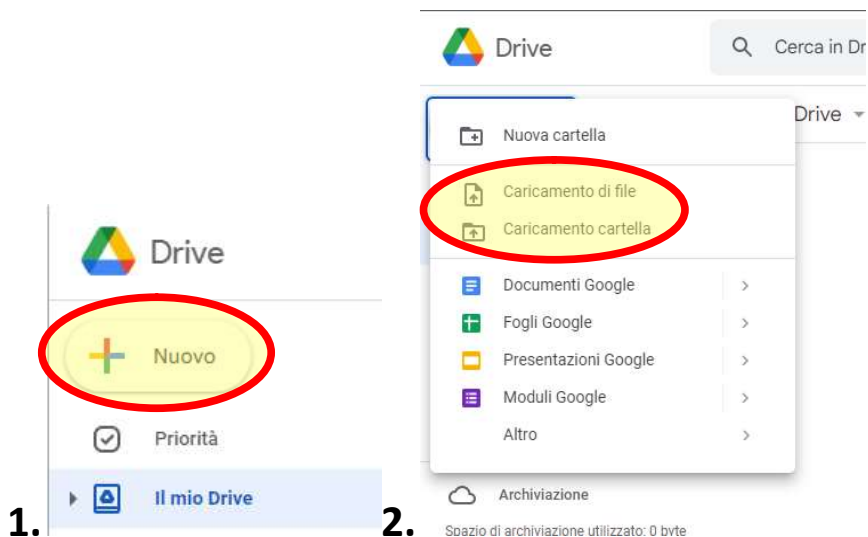 Drive
Nuovo
Priorità
Il mio Drive
1.
Drive
Cerca in Dr
Drive
Nuova cartella
Caricamento di file
Caricamento cartella
Documenti Google
Fogli Google
Presentazioni Google
Moduli Google
Altro
Archiviazione
Spazio di archiviazione utilizzato: 0 byte
2.